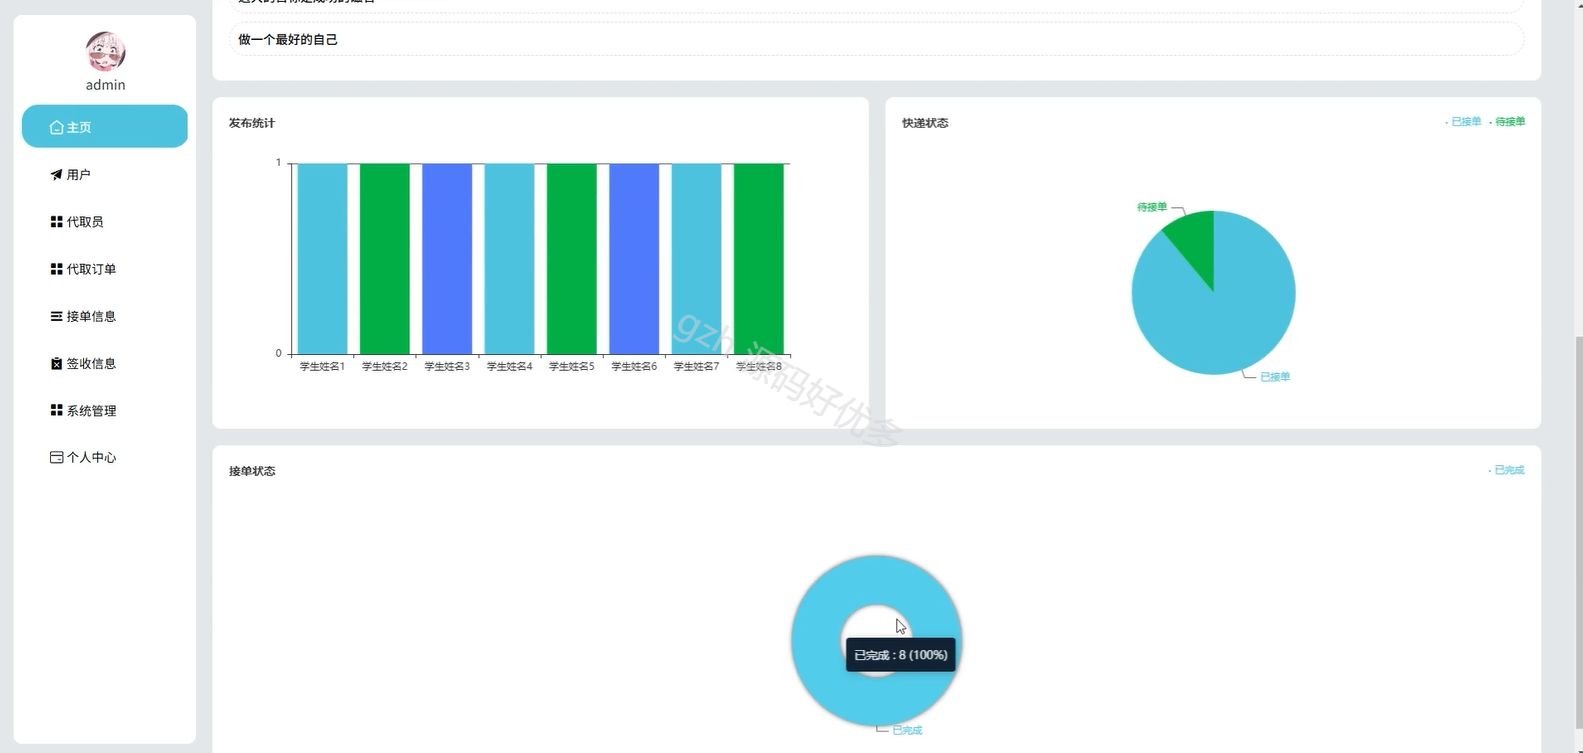 做一个最好的自己
admin
主页
用户
代取员
代取订单
接单信息
签收信息
系统管理
个人中心
发布统计
1
0
学生姓名1 学生姓名2 学生姓名3 学生姓名4 学生姓名5 学生姓名6 学生姓名7 学生姓名8
快递状态
已接单 待接单
待接单
已接单
gzh 源码好优多
接单状态
已完成
已完成 : 8 (100%)
已完成